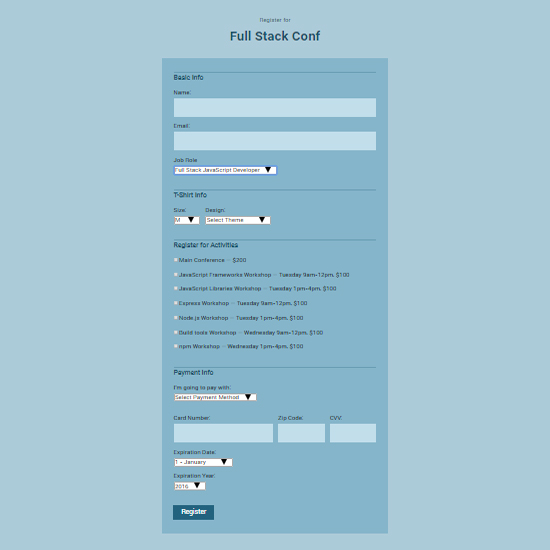 Register for
Full Stack Conf
Basic Info
Name:
Email:
Job Role
Full Stack JavaScript Developer
T-Shirt Info
Size: Design:
M Select Theme
Register for Activities
Main Conference — $200
JavaScript Frameworks Workshop — Tuesday 9am-12pm, $100
JavaScript Libraries Workshop — Tuesday 1pm-4pm, $100
Express Workshop — Tuesday 9am-12pm, $100
Node.js Workshop — Tuesday 1pm-4pm, $100
Build tools Workshop — Wednesday 9am-12pm, $100
npm Workshop — Wednesday 1pm-4pm, $100
Payment Info
I'm going to pay with:
Select Payment Method
Card Number: Zip Code: CVV:
Expiration Date:
1 - January
Expiration Year:
2016
Register